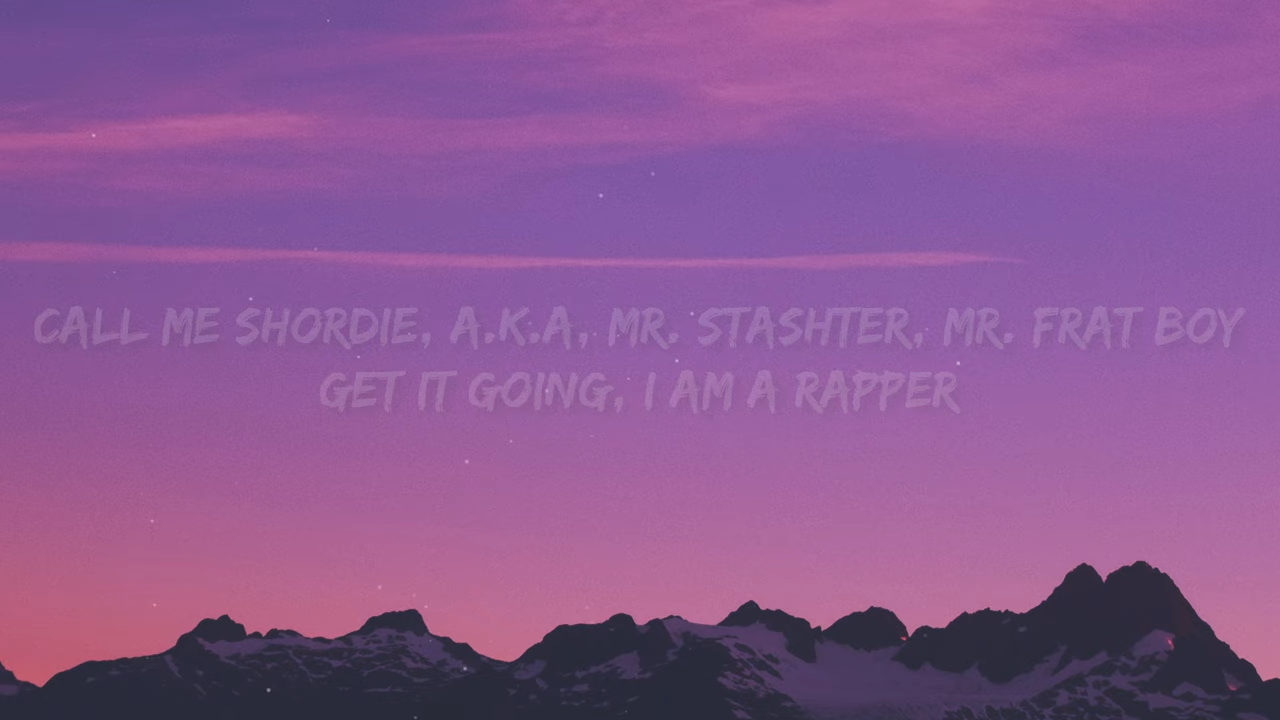 CALL ME SHORDIE, A.K.A, MR. STASHTER, MR. FRAT BOY
GET IT GOING, I AM A RAPPER